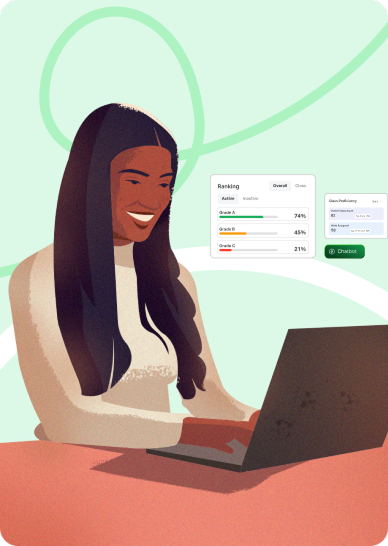 Ranking
Overall Class
Active Inactive
Grade A
74%
Grade B
45%
Grade C
21%
Class Proficiency
Chatbot